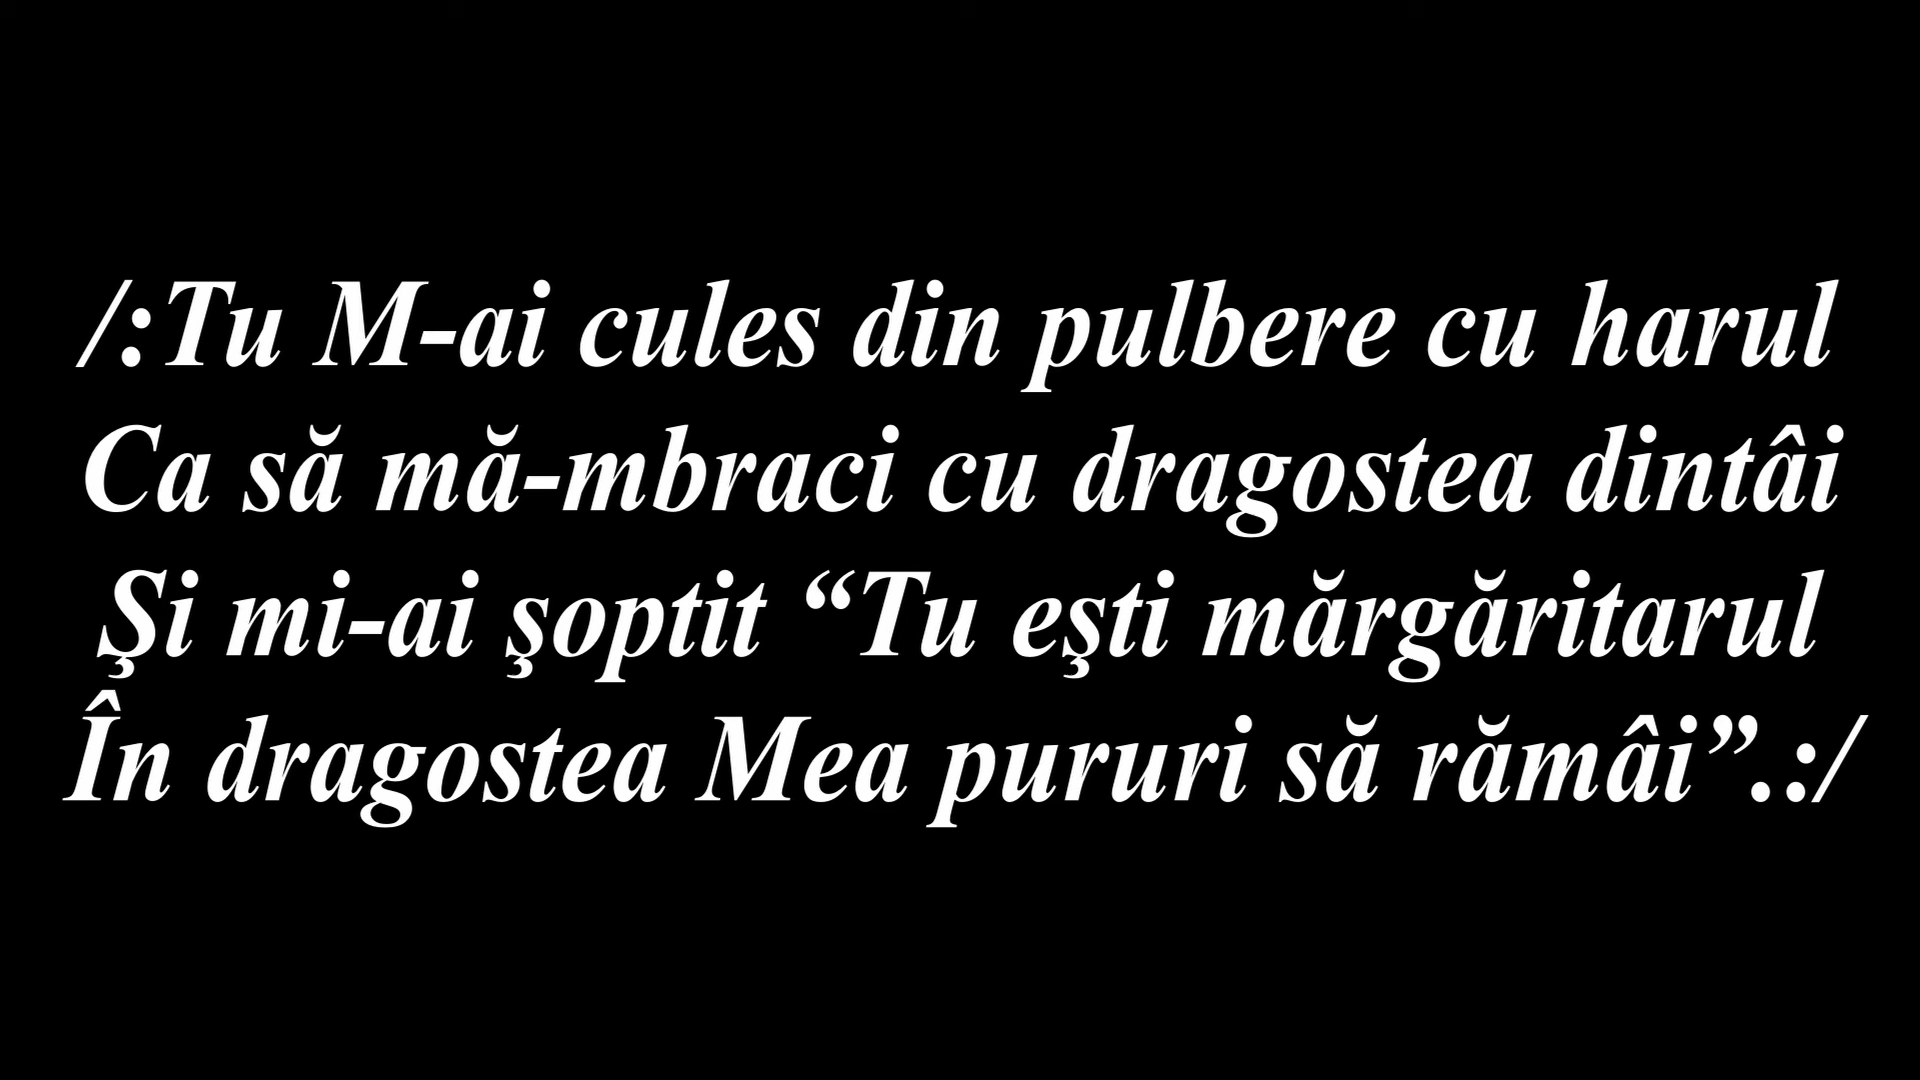 /:Tu M-ai cules din pulbere cu harul
Ca să mă-mbraci cu dragostea dintâi
Şi mi-ai şoptit “Tu eşti mărgăritarul
În dragostea Mea pururi să rămâi”.:/